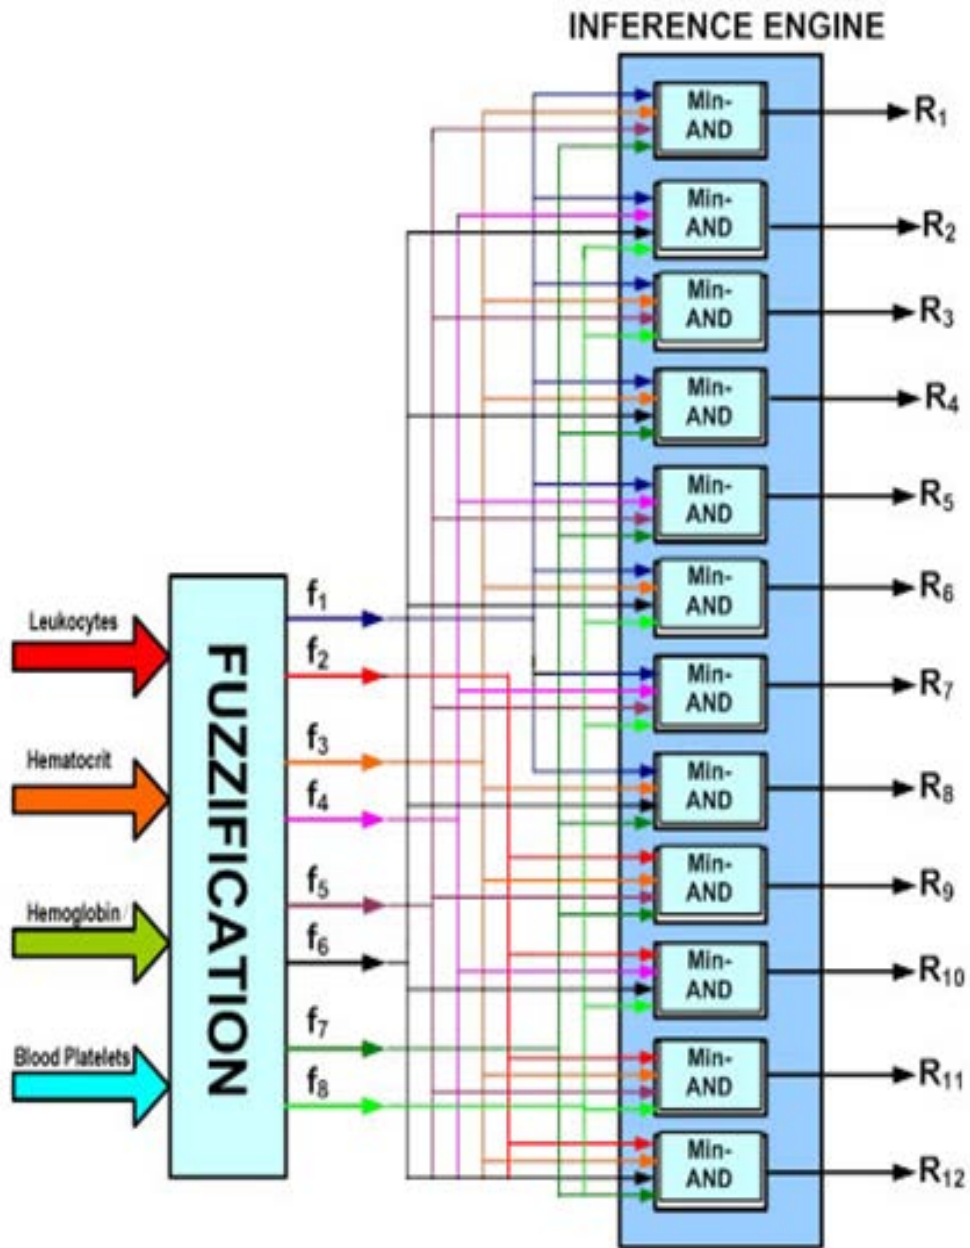 INFERENCE ENGINE
Min-
AND
R1
Min-
AND
R2
Min-
AND
R3
Min-
AND
R4
Min-
AND
R5
Min-
AND
R6
Min-
AND
R7
Min-
AND
R8
Min-
AND
R9
Min-
AND
R10
Min-
AND
R11
Min-
AND
R12
Leukocytes
Hematocrit
Hemoglobin
Blood Platelets
FUZZIFICATION
f1
f2
f3
f4
f5
f6
f7
f8